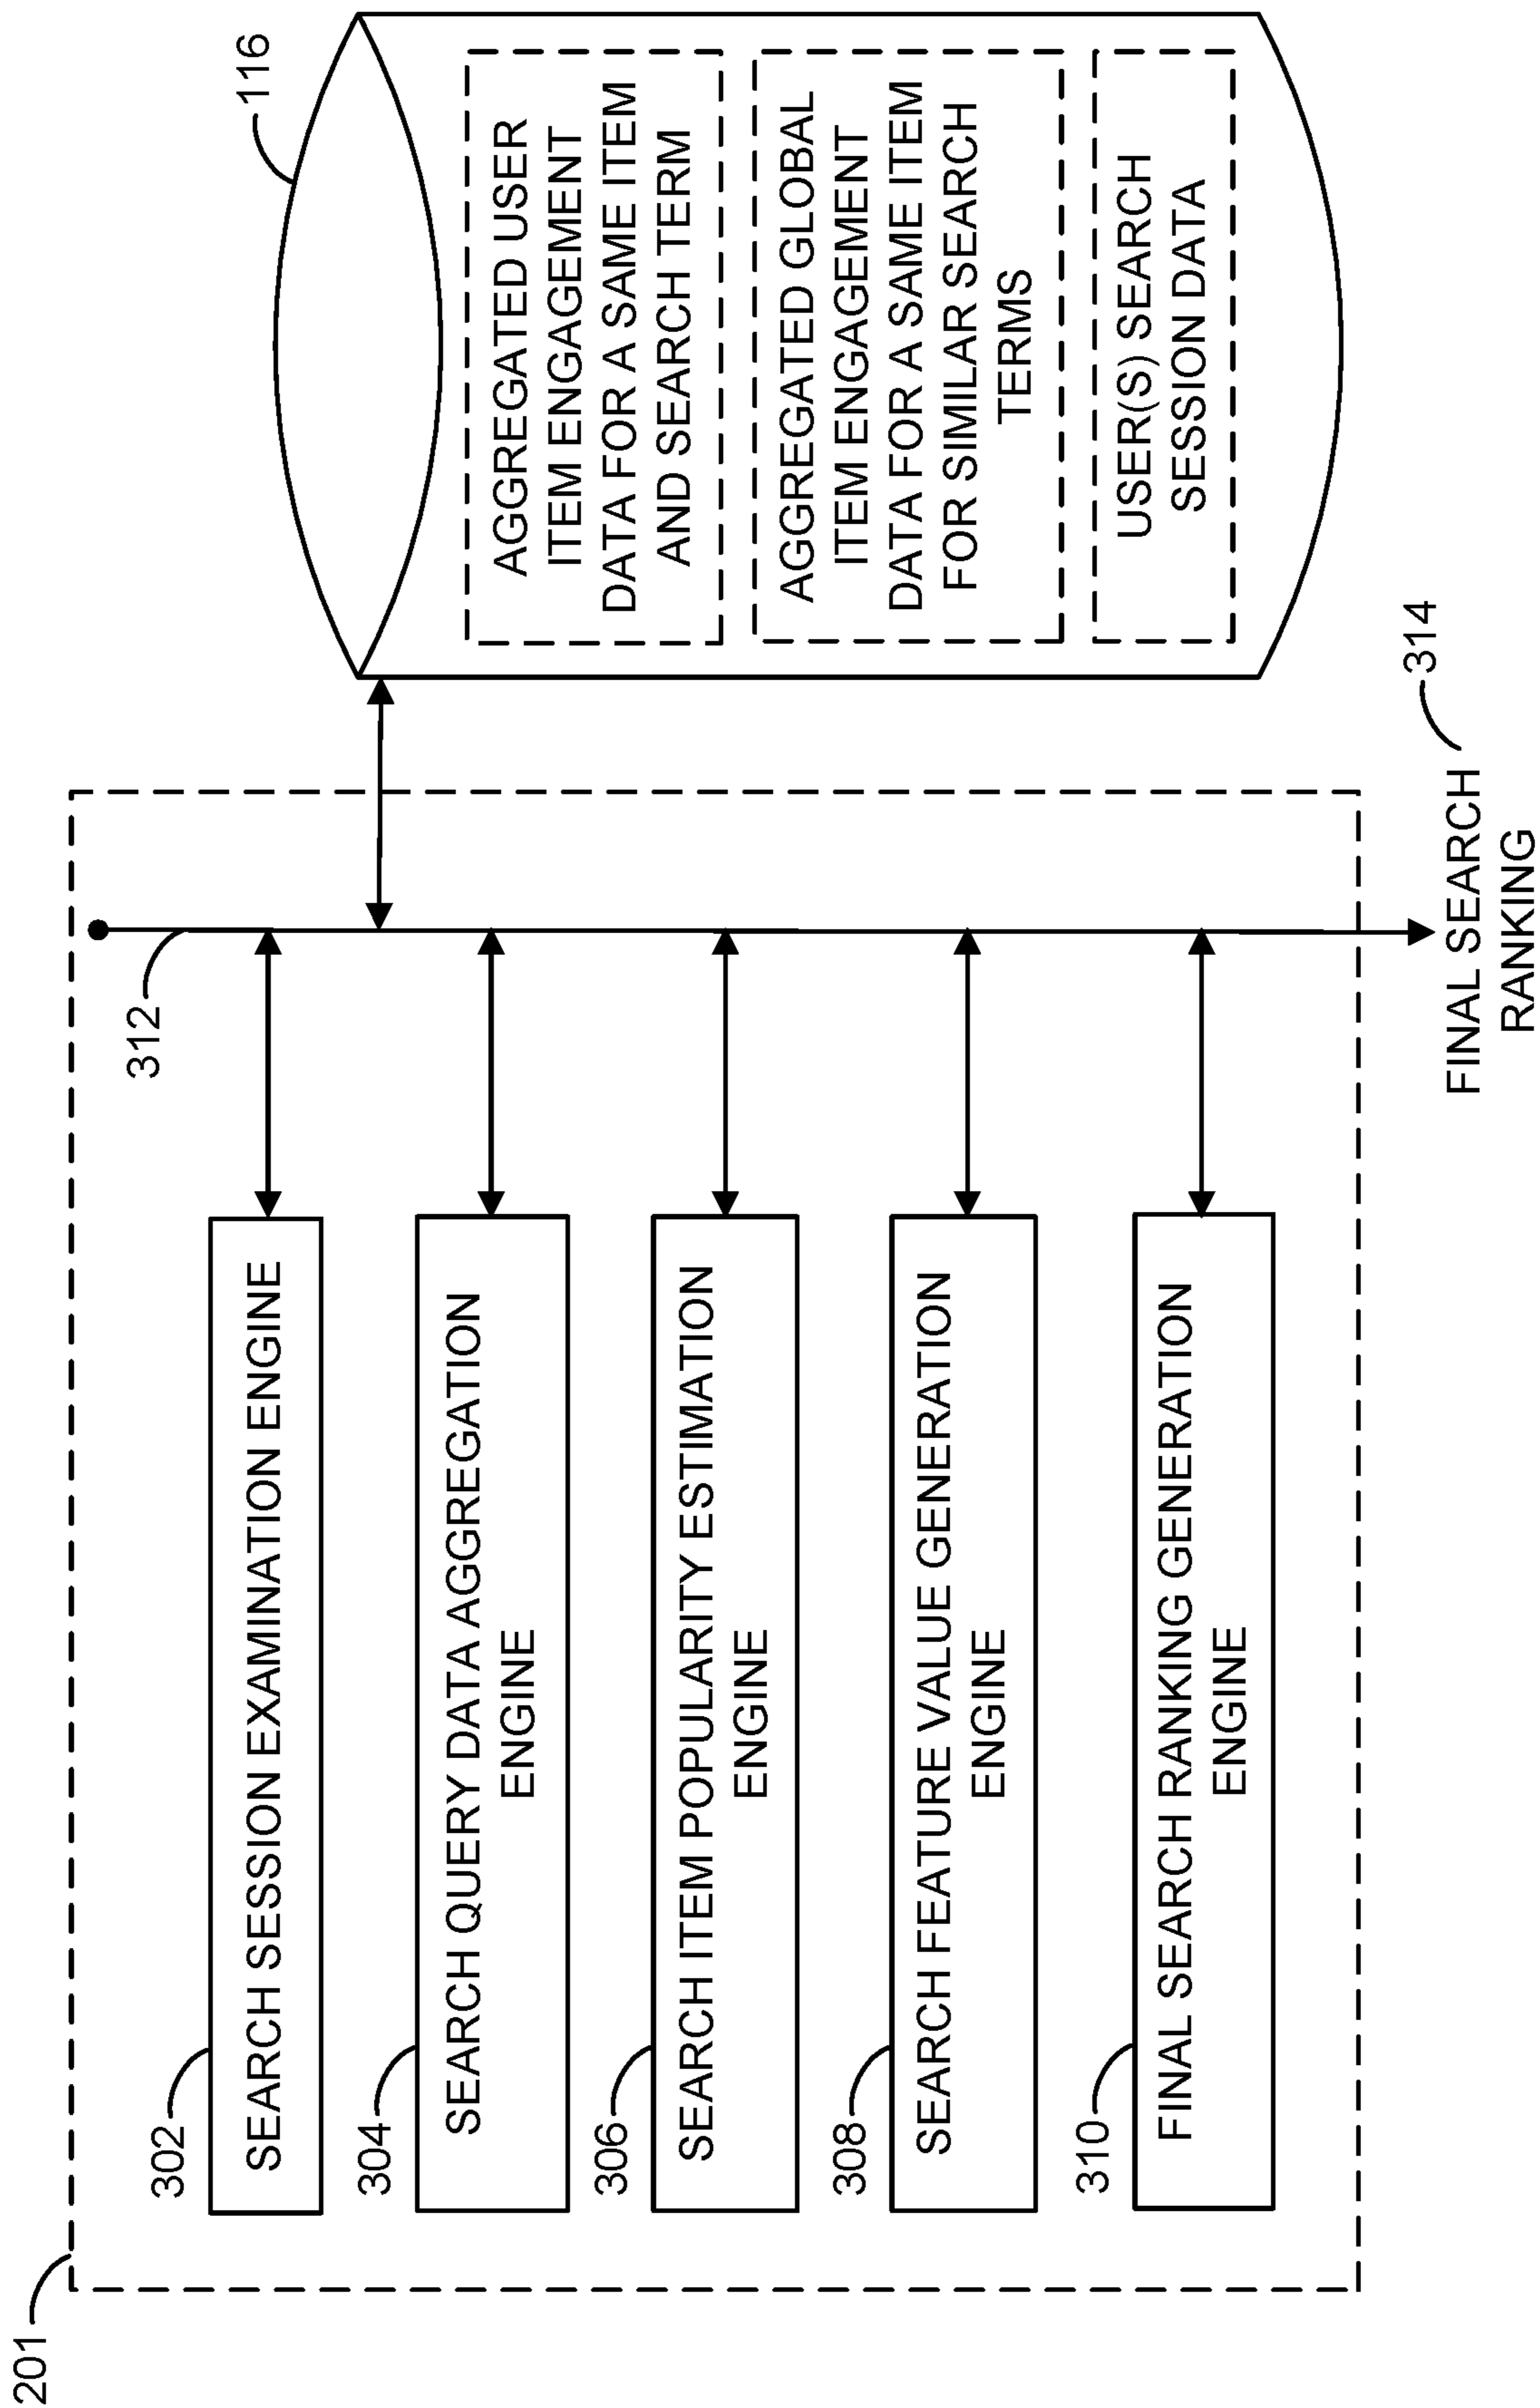 201
302
SEARCH SESSION EXAMINATION ENGINE
304
SEARCH QUERY DATA AGGREGATION
ENGINE
306
SEARCH ITEM POPULARITY ESTIMATION
ENGINE
308
SEARCH FEATURE VALUE GENERATION
ENGINE
310
FINAL SEARCH RANKING GENERATION
ENGINE
312
116
AGGREGATED USER
ITEM ENGAGEMENT
DATA FOR A SAME ITEM
AND SEARCH TERM
AGGREGATED GLOBAL
ITEM ENGAGEMENT
DATA FOR A SAME ITEM
FOR SIMILAR SEARCH
TERMS
USER(S) SEARCH
SESSION DATA
314
FINAL SEARCH
RANKING